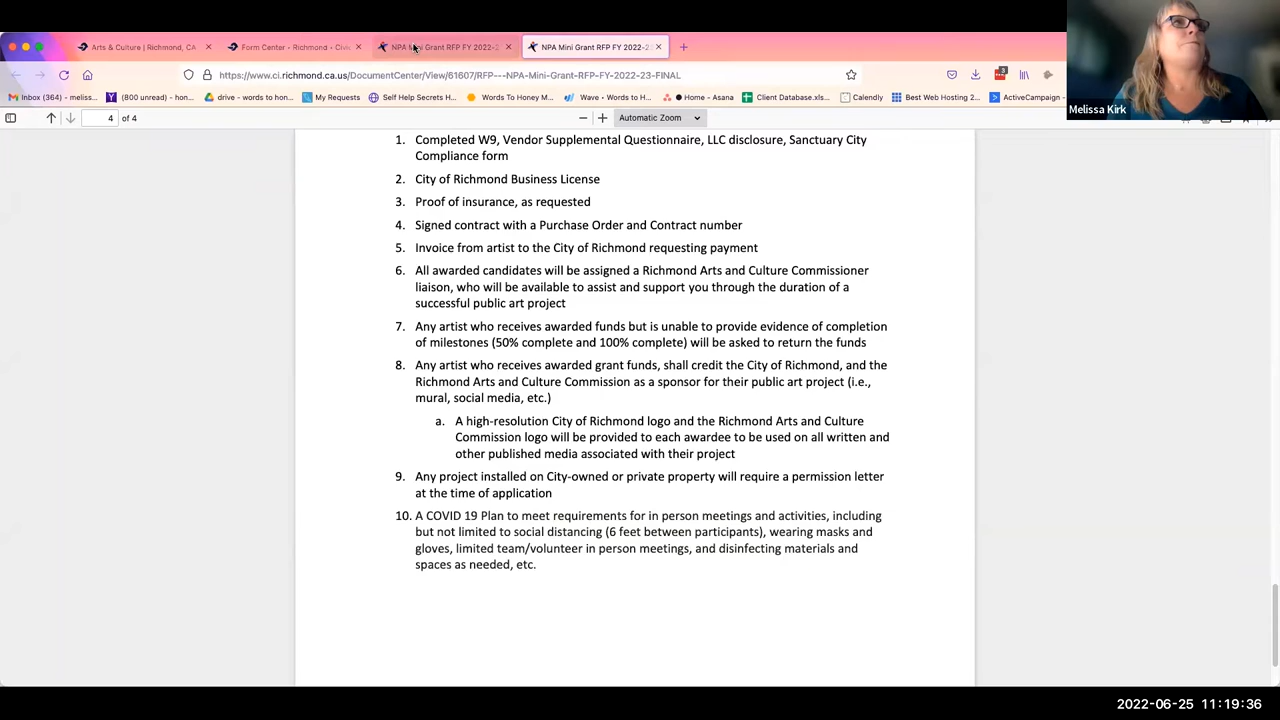 Arts & Culture | Richmond, CA
Form Center • Richmond • Civic
NPA Mini Grant RFP FY 2022-2
NPA Mini Grant RFP FY 2022-2
https://www.ci.richmond.ca.us/DocumentCenter/View/61607/RFP---NPA-Mini-Grant-RFP-FY-2022-23-FINAL
Inbox (364) - meliss...
(800 unread) - hon...
drive - words to hon...
My Requests
Self Help Secrets H...
Words To Honey M...
Wave • Words to H...
Home - Asana
Client Database.xls...
Calendly
Best Web Hosting 2...
ActiveCampaign -
Melissa Kirk
4 of 4
Automatic Zoom
1. Completed W9, Vendor Supplemental Questionnaire, LLC disclosure, Sanctuary City
Compliance form
2. City of Richmond Business License
3. Proof of insurance, as requested
4. Signed contract with a Purchase Order and Contract number
5. Invoice from artist to the City of Richmond requesting payment
6. All awarded candidates will be assigned a Richmond Arts and Culture Commissioner
liaison, who will be available to assist and support you through the duration of a
successful public art project
7. Any artist who receives awarded funds but is unable to provide evidence of completion
of milestones (50% complete and 100% complete) will be asked to return the funds
8. Any artist who receives awarded grant funds, shall credit the City of Richmond, and the
Richmond Arts and Culture Commission as a sponsor for their public art project (i.e.,
mural, social media, etc.)
a. A high-resolution City of Richmond logo and the Richmond Arts and Culture
Commission logo will be provided to each awardee to be used on all written and
other published media associated with their project
9. Any project installed on City-owned or private property will require a permission letter
at the time of application
10. A COVID 19 Plan to meet requirements for in person meetings and activities, including
but not limited to social distancing (6 feet between participants), wearing masks and
gloves, limited team/volunteer in person meetings, and disinfecting materials and
spaces as needed, etc.
2022-06-25 11:19:36